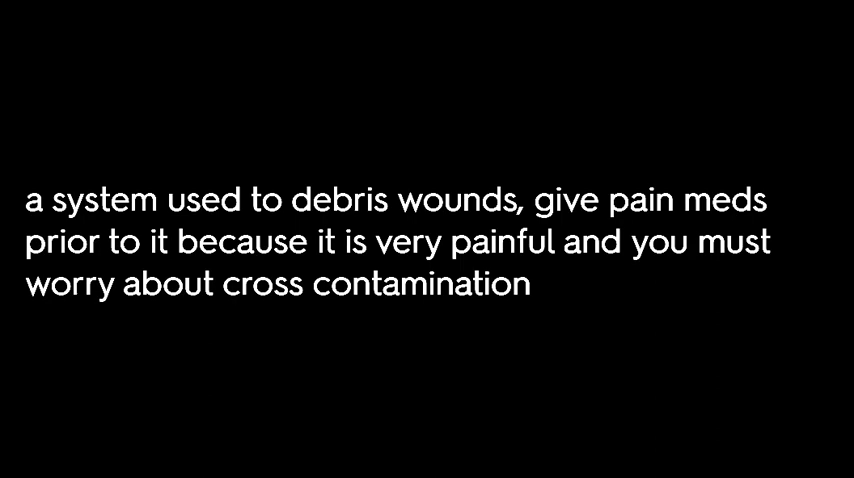 a system used to debris wounds, give pain meds
prior to it because it is very painful and you must
worry about cross contamination